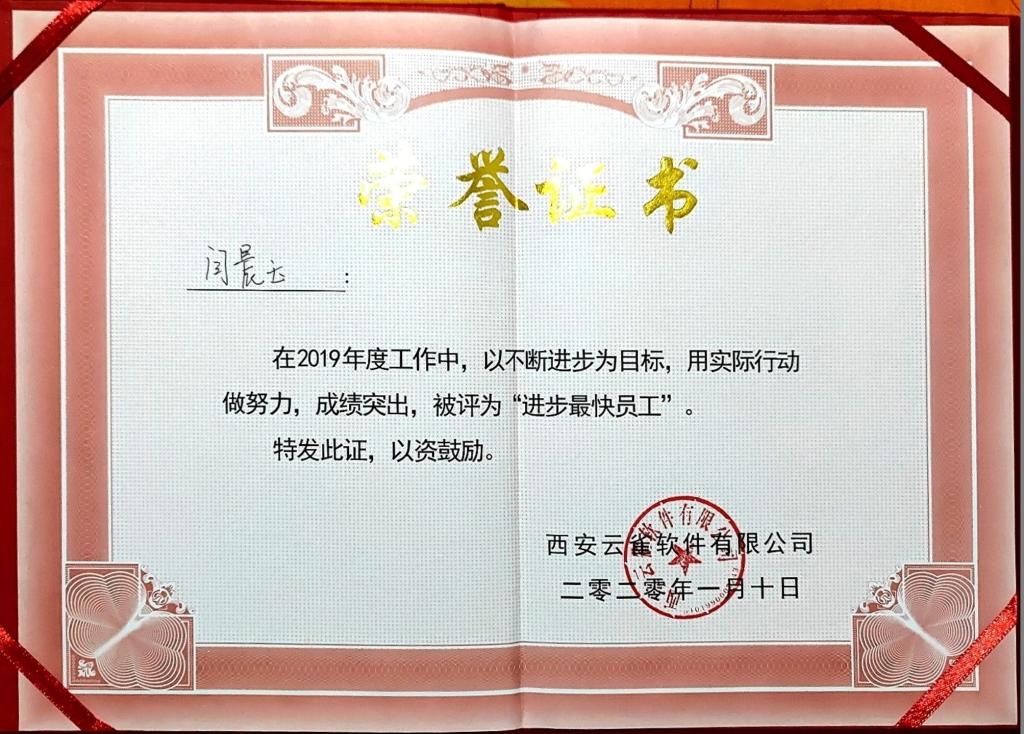 荣誉证书
闫晨云:
在2019年度工作中，以不断进步为目标，用实际行动
做努力，成绩突出，被评为“进步最快员工”。
特发此证，以资鼓励。
西安云雀软件有限公司
二零二零年一月十日